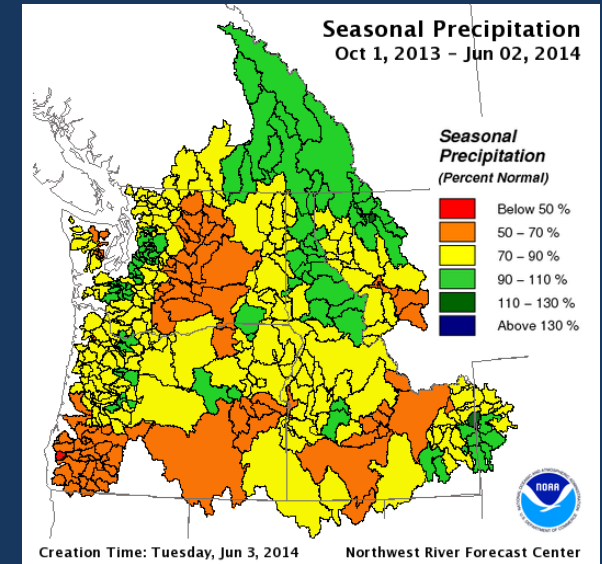 Seasonal Precipitation
Oct 1, 2013 – Jun 02, 2014
Seasonal
Precipitation
(Percent Normal)
Below 50 %
50 – 70 %
70 – 90 %
90 – 110 %
110 – 130 %
Above 130 %
NOAA
Creation Time: Tuesday, Jun 3, 2014
Northwest River Forecast Center